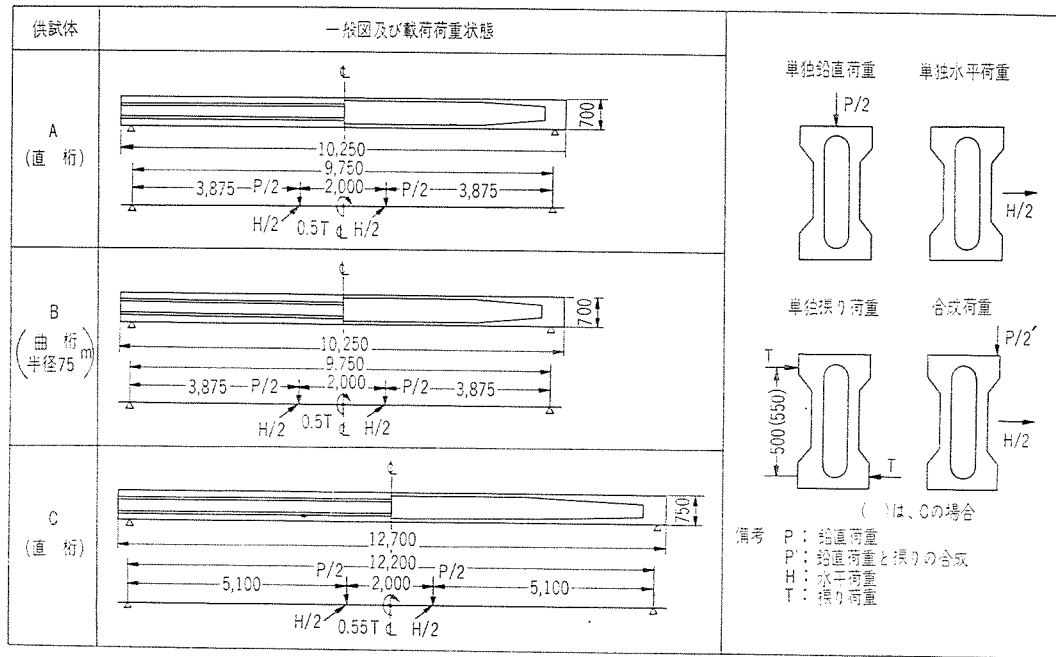 供試体
一般図及び載荷荷重状態
A
(直 桁)
℄
700
10,250
9,750
3,875 P/2 2,000 P/2 3,875
H/2 0.5T ℄ H/2
B
(曲 桁
半径75m)
℄
700
10,250
9,750
3,875 P/2 2,000 P/2 3,875
H/2 0.5T ℄ H/2
C
(直 桁)
℄
750
12,700
12,200
5,100 P/2 2,000 P/2 5,100
H/2 0.55T ℄ H/2
単独鉛直荷重
P/2
単独水平荷重
H/2
単独捩り荷重
T
500(550)
T
合成荷重
P/2′
H/2
( )は、Cの場合
備考 P：鉛直荷重
P′：鉛直荷重と捩りの合成
H：水平荷重
T：捩り荷重